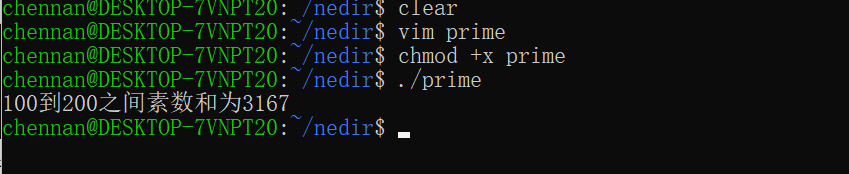 chennan@DESKTOP-7VNPT20:~/nedir$ clear
chennan@DESKTOP-7VNPT20:~/nedir$ vim prime
chennan@DESKTOP-7VNPT20:~/nedir$ chmod +x prime
chennan@DESKTOP-7VNPT20:~/nedir$ ./prime
100到200之间素数和为3167
chennan@DESKTOP-7VNPT20:~/nedir$